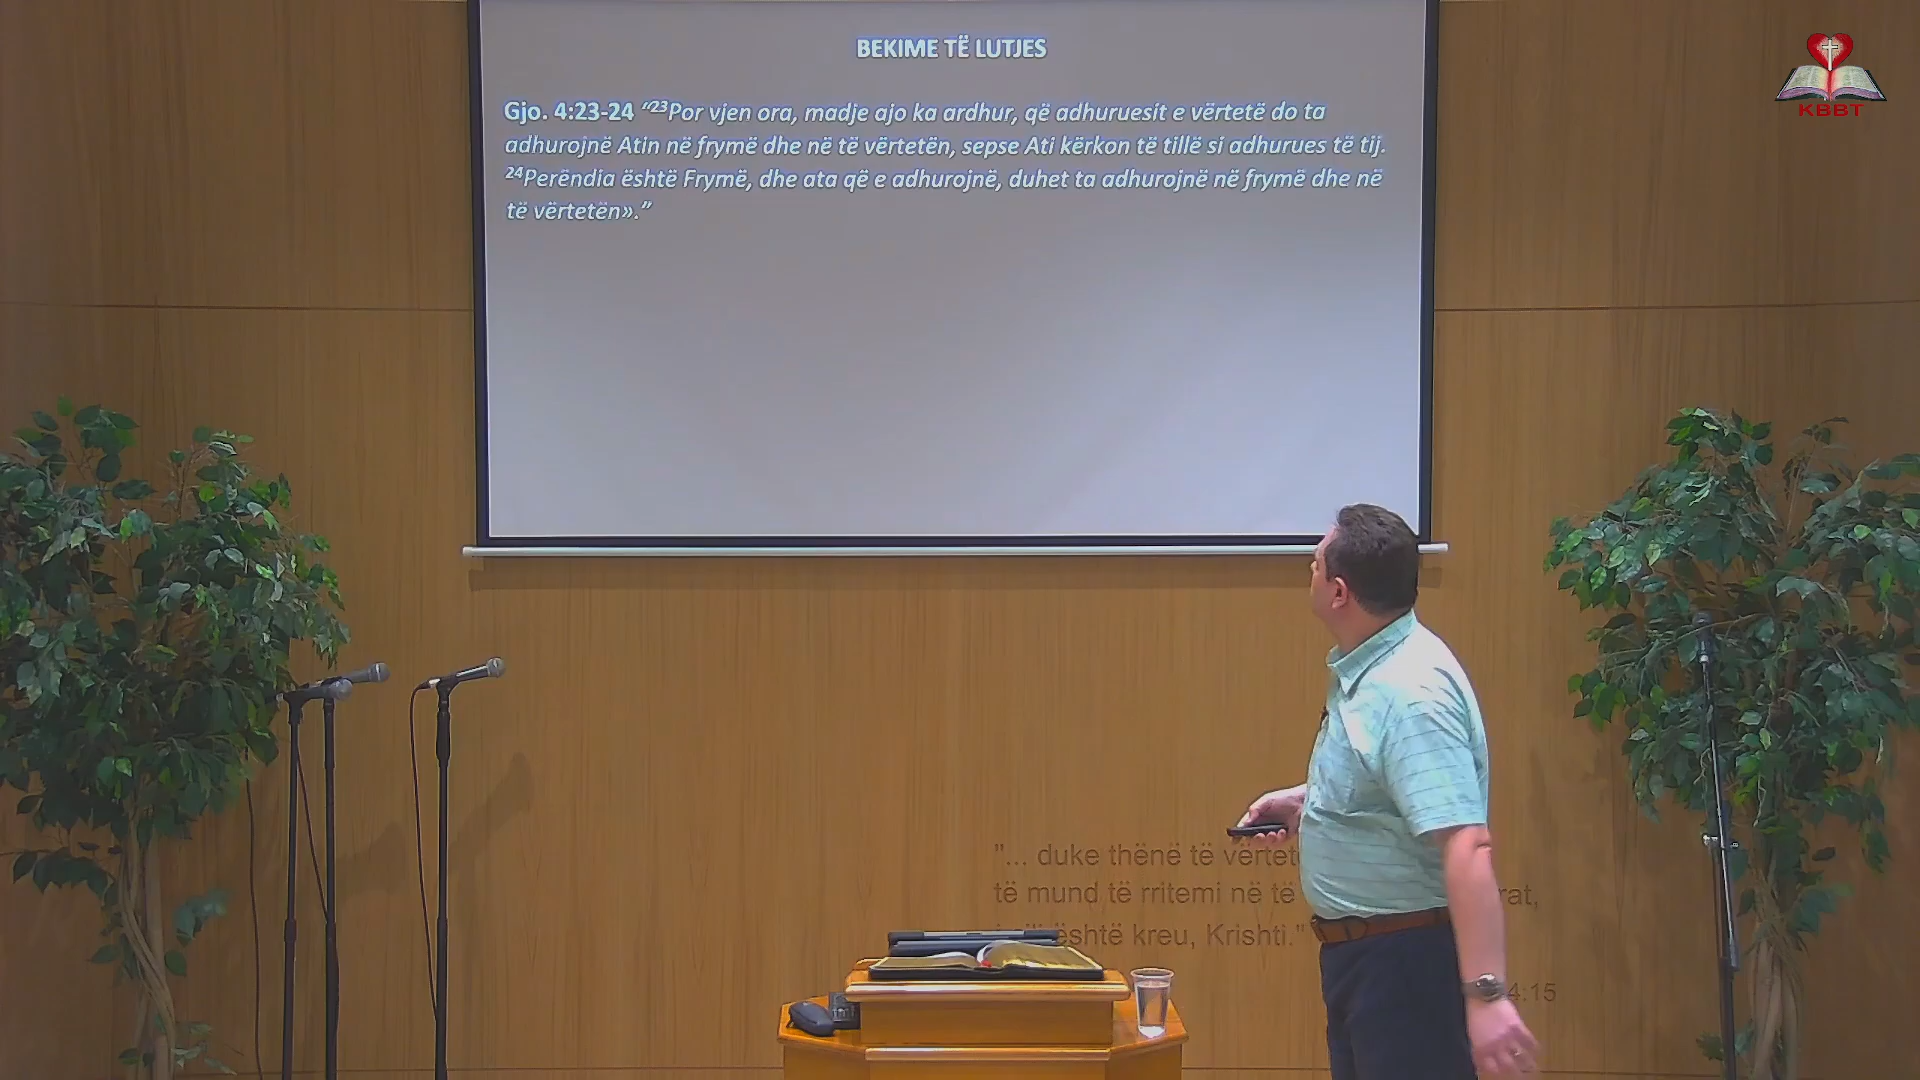 BEKIME TË LUTJES
Gjo. 4:23-24 “²³Por vjen ora, madje ajo ka ardhur, që adhuruesit e vërtetë do ta
adhurojnë Atin në frymë dhe në të vërtetën, sepse Ati kërkon të tillë si adhurues të tij.
²⁴Perëndia është Frymë, dhe ata që e adhurojnë, duhet ta adhurojnë në frymë dhe në
të vërtetën».”
KBBT
"... duke thënë të
të mund të rritemi në të
është kreu, Krishti."
4:15